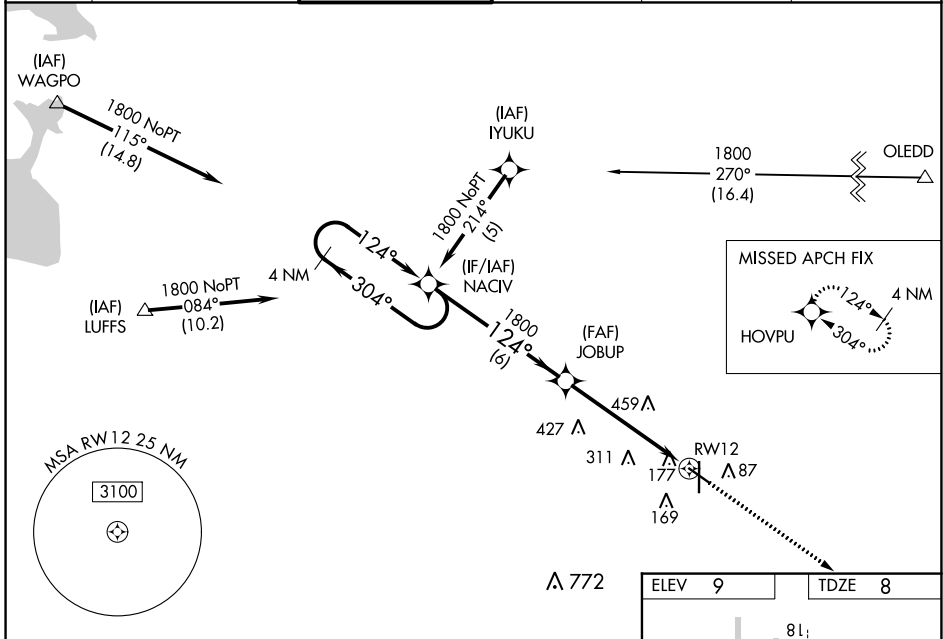 (IAF)
WAGPO
1800 NoPT
115°
(14.8)
(IAF)
IYUKU
1800 NoPT
214°
(5)
1800
270°
(16.4)
OLEDD
124°
304°
4 NM
(IF/IAF)
NACIV
(IAF)
LUFFS
1800 NoPT
084°
(10.2)
MISSED APCH FIX
HOVPU
124°
304°
4 NM
1800
124°
(6)
(FAF)
JOBUP
459
427
311
177
RW12
87
169
MSA RW12 25 NM
3100
772
ELEV 9
TDZE 8
18